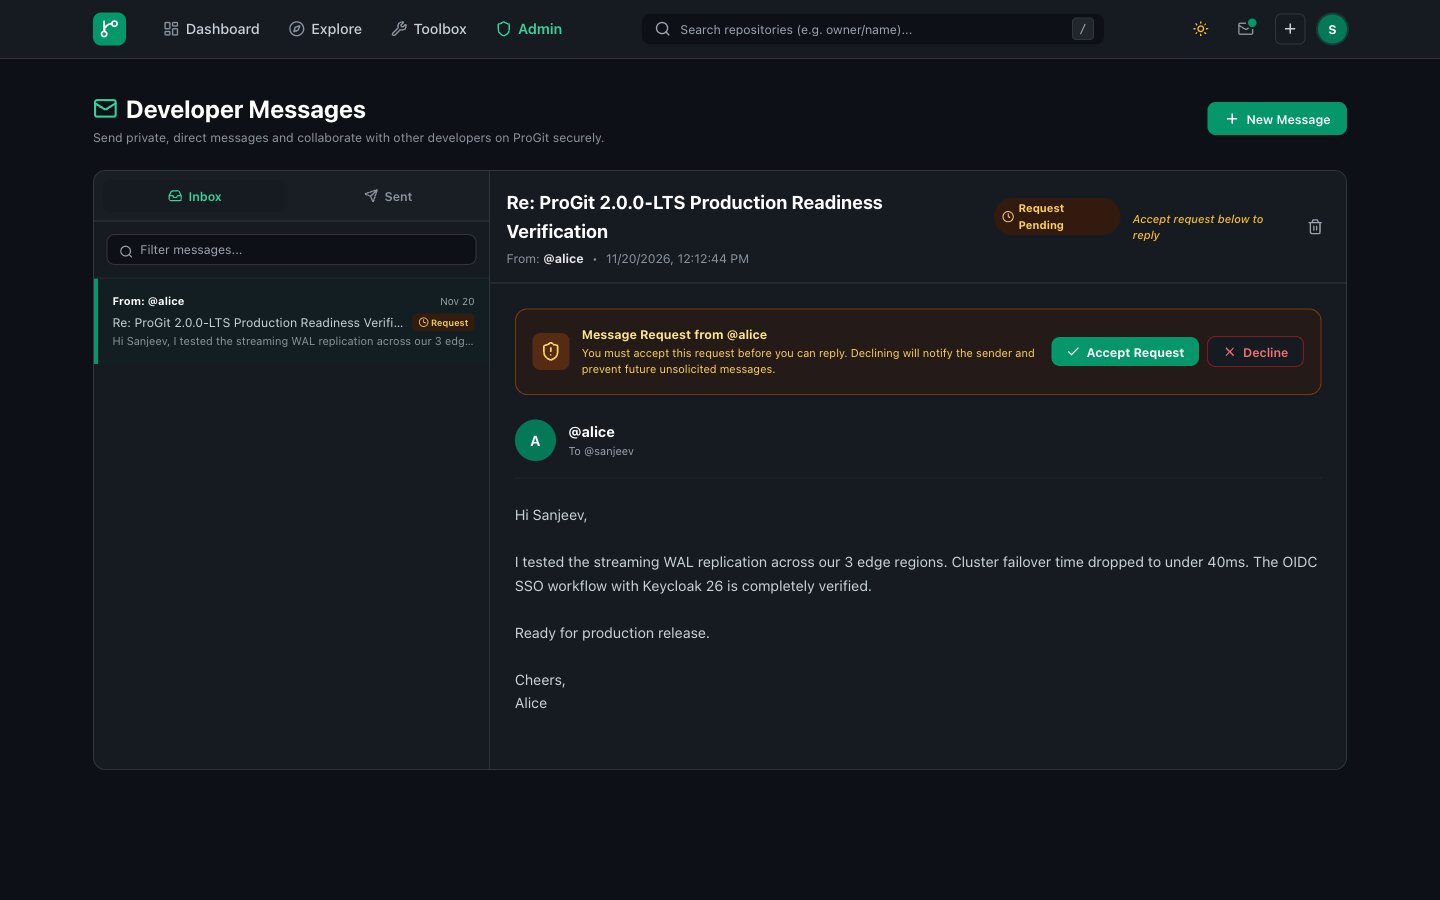 Dashboard
Explore
Toolbox
Admin
Search repositories (e.g. owner/name)...
/
S
Developer Messages
Send private, direct messages and collaborate with other developers on ProGit securely.
New Message
Inbox
Sent
Filter messages...
From: @alice
Nov 20
Re: ProGit 2.0.0-LTS Production Readiness Verifi...
Request
Hi Sanjeev, I tested the streaming WAL replication across our 3 edg...
Re: ProGit 2.0.0-LTS Production Readiness
Verification
From: @alice • 11/20/2026, 12:12:44 PM
Request
Pending
Accept request below to
reply
Message Request from @alice
You must accept this request before you can reply. Declining will notify the sender and
prevent future unsolicited messages.
Accept Request
Decline
A
@alice
To @sanjeev
Hi Sanjeev,
I tested the streaming WAL replication across our 3 edge regions. Cluster failover time dropped to under 40ms. The OIDC
SSO workflow with Keycloak 26 is completely verified.
Ready for production release.
Cheers,
Alice